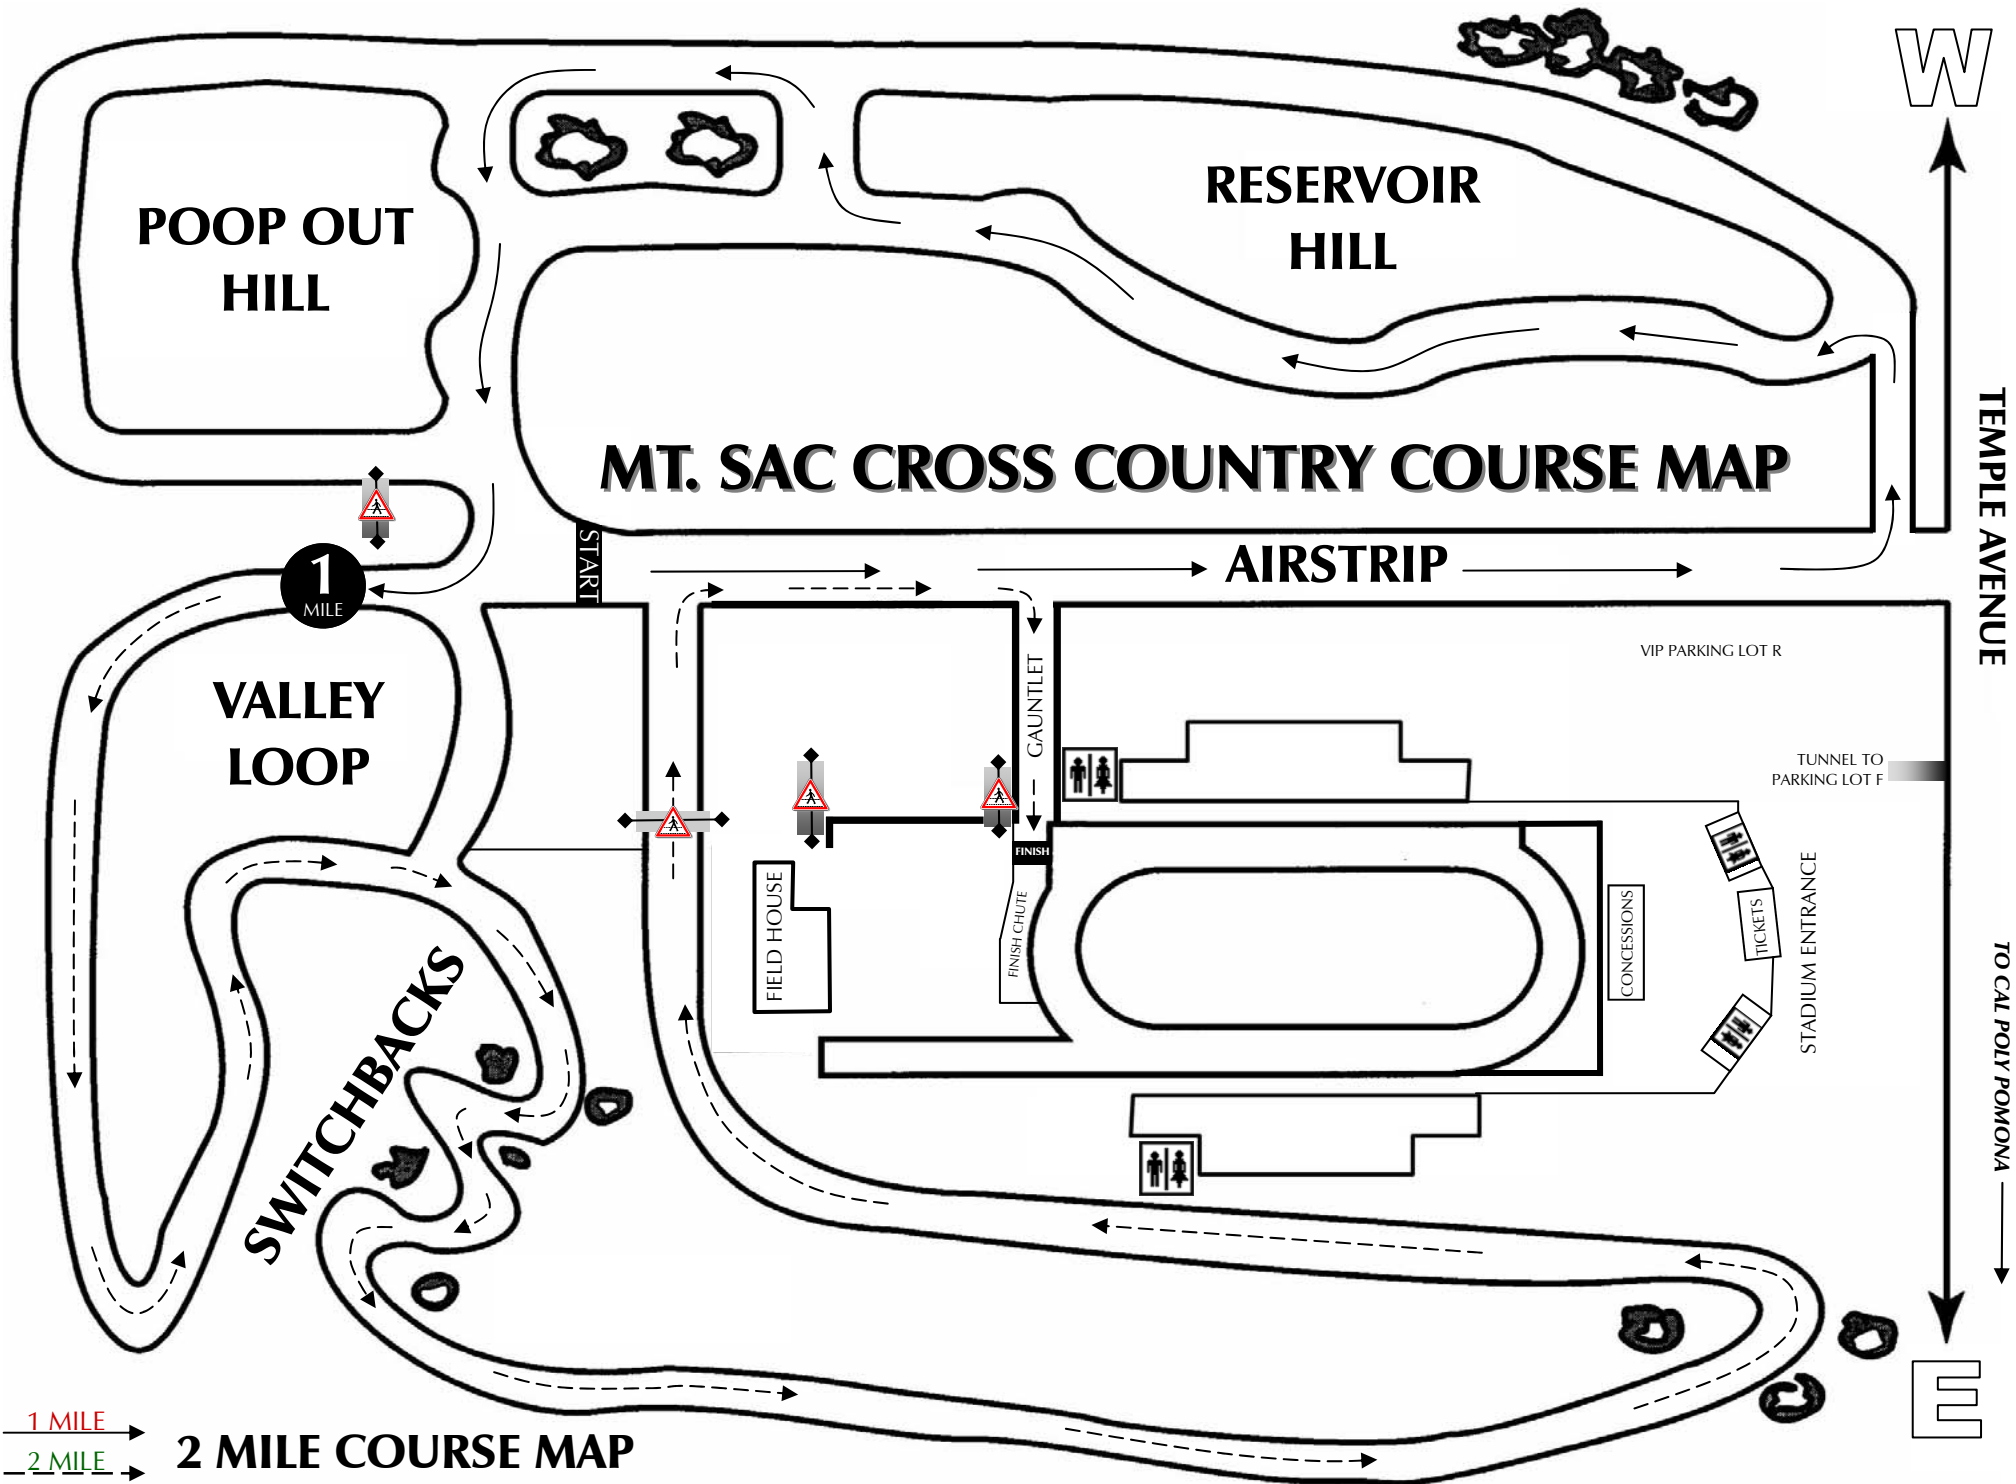 W
POOP OUT
HILL
RESERVOIR
HILL
MT. SAC CROSS COUNTRY COURSE MAP
TEMPLE AVENUE
START
AIRSTRIP
1
MILE
VALLEY
LOOP
GAUNTLET
VIP PARKING LOT R
TUNNEL TO
PARKING LOT F
FINISH
FIELD HOUSE
FINISH CHUTE
CONCESSIONS
TICKETS
STADIUM ENTRANCE
TO CAL POLY POMONA
SWITCHBACKS
E
1 MILE
2 MILE
2 MILE COURSE MAP